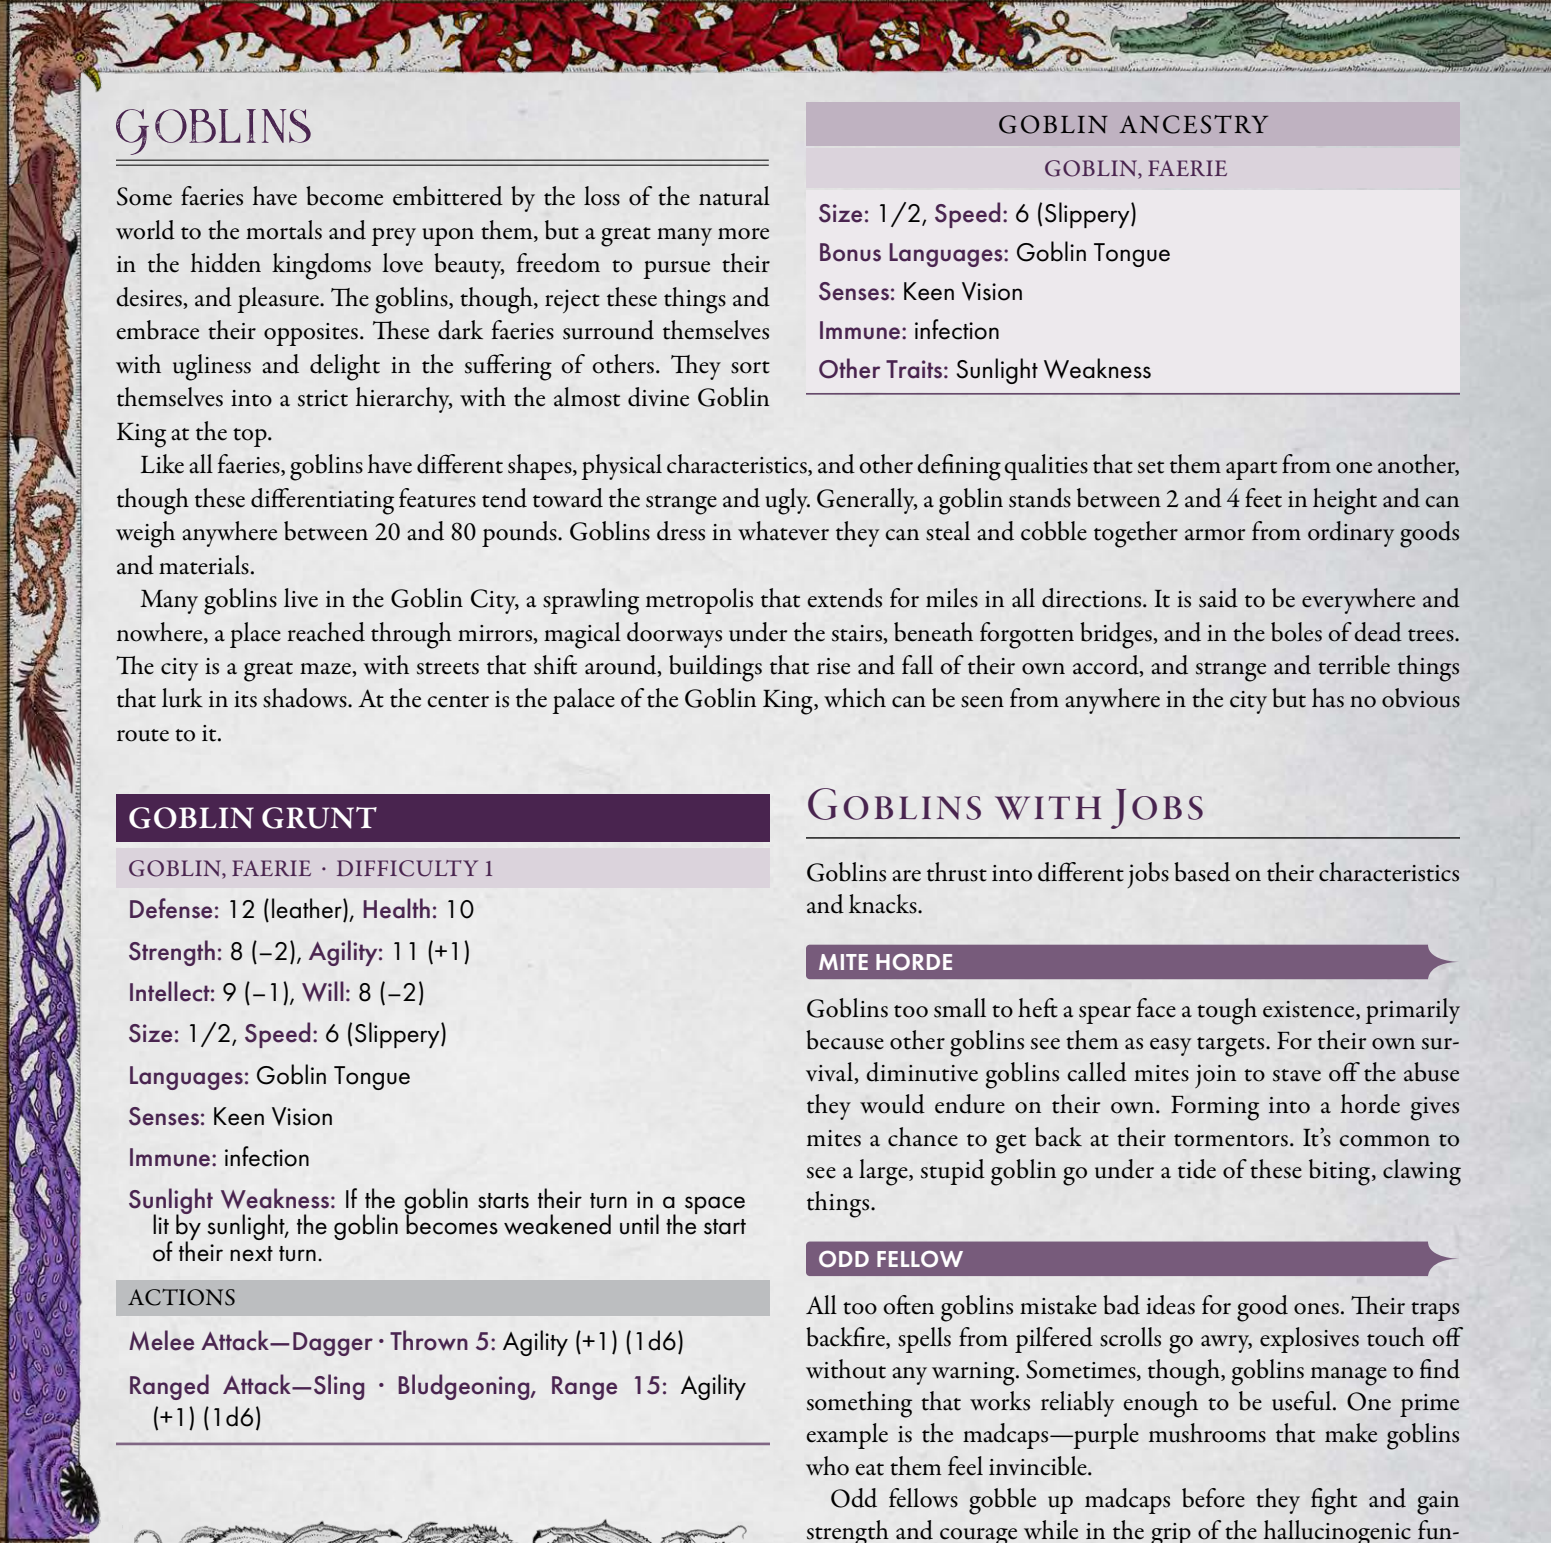 GOBLINS
Some faeries have become embittered by the loss of the natural
world to the mortals and prey upon them, but a great many more
in the hidden kingdoms love beauty, freedom to pursue their
desires, and pleasure. The goblins, though, reject these things and
embrace their opposites. These dark faeries surround themselves
with ugliness and delight in the suffering of others. They sort
themselves into a strict hierarchy, with the almost divine Goblin
King at the top.
GOBLIN ANCESTRY
GOBLIN, FAERIE
Size: 1/2, Speed: 6 (Slippery)
Bonus Languages: Goblin Tongue
Senses: Keen Vision
Immune: infection
Other Traits: Sunlight Weakness
Like all faeries, goblins have different shapes, physical characteristics, and other defining qualities that set them apart from one another,
though these differentiating features tend toward the strange and ugly. Generally, a goblin stands between 2 and 4 feet in height and can
weigh anywhere between 20 and 80 pounds. Goblins dress in whatever they can steal and cobble together armor from ordinary goods
and materials.
Many goblins live in the Goblin City, a sprawling metropolis that extends for miles in all directions. It is said to be everywhere and
nowhere, a place reached through mirrors, magical doorways under the stairs, beneath forgotten bridges, and in the boles of dead trees.
The city is a great maze, with streets that shift around, buildings that rise and fall of their own accord, and strange and terrible things
that lurk in its shadows. At the center is the palace of the Goblin King, which can be seen from anywhere in the city but has no obvious
route to it.
GOBLIN GRUNT
GOBLIN, FAERIE · DIFFICULTY 1
Defense: 12 (leather), Health: 10
Strength: 8 (−2), Agility: 11 (+1)
Intellect: 9 (−1), Will: 8 (−2)
Size: 1/2, Speed: 6 (Slippery)
Languages: Goblin Tongue
Senses: Keen Vision
Immune: infection
Sunlight Weakness: If the goblin starts their turn in a space
lit by sunlight, the goblin becomes weakened until the start
of their next turn.
ACTIONS
Melee Attack—Dagger · Thrown 5: Agility (+1) (1d6)
Ranged Attack—Sling · Bludgeoning, Range 15: Agility
(+1) (1d6)
GOBLINS WITH JOBS
Goblins are thrust into different jobs based on their characteristics
and knacks.
MITE HORDE
Goblins too small to heft a spear face a tough existence, primarily
because other goblins see them as easy targets. For their own sur-
vival, diminutive goblins called mites join to stave off the abuse
they would endure on their own. Forming into a horde gives
mites a chance to get back at their tormentors. It’s common to
see a large, stupid goblin go under a tide of these biting, clawing
things.
ODD FELLOW
All too often goblins mistake bad ideas for good ones. Their traps
backfire, spells from pilfered scrolls go awry, explosives touch off
without any warning. Sometimes, though, goblins manage to find
something that works reliably enough to be useful. One prime
example is the madcaps—purple mushrooms that make goblins
who eat them feel invincible.
Odd fellows gobble up madcaps before they fight and gain
strength and courage while in the grip of the hallucinogenic fun-